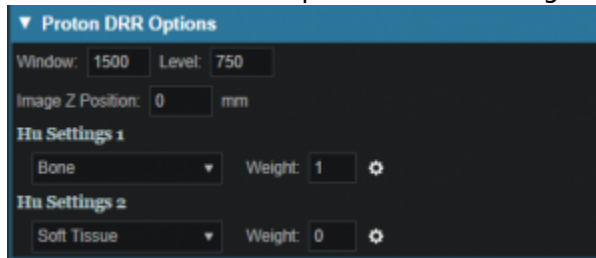 ▼ Proton DRR Options
Window: 1500 Level: 750
Image Z Position: 0 mm
Hu Settings 1
Bone Weight: 1
Hu Settings 2
Soft Tissue Weight: 0